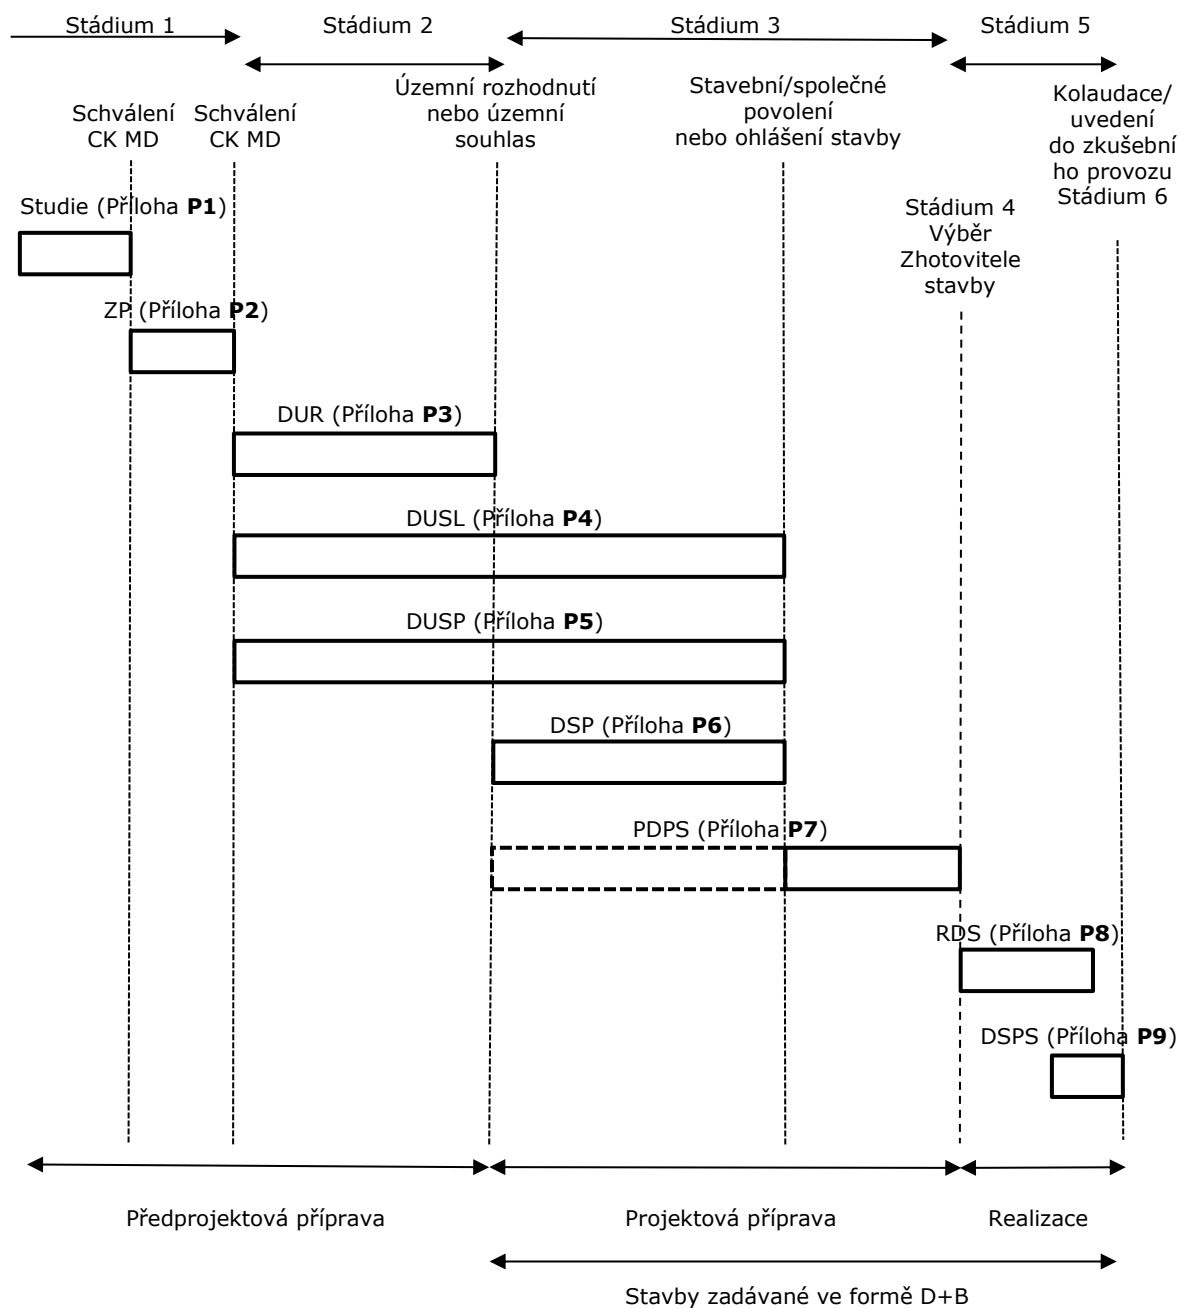 Stádium 1
Stádium 2
Stádium 3
Stádium 5
Schválení
CK MD
Schválení
CK MD
Územní rozhodnutí
nebo územní
souhlas
Stavební/společné
povolení
nebo ohlášení stavby
Kolaudace/
uvedení
do zkušební
ho provozu
Stádium 6
Stádium 4
Výběr
Zhotovitele
stavby
Studie (Příloha P1)
ZP (Příloha P2)
DUR (Příloha P3)
DUSL (Příloha P4)
DUSP (Příloha P5)
DSP (Příloha P6)
PDPS (Příloha P7)
RDS (Příloha P8)
DSPS (Příloha P9)
Předprojektová příprava
Projektová příprava
Realizace
Stavby zadávané ve formě D+B